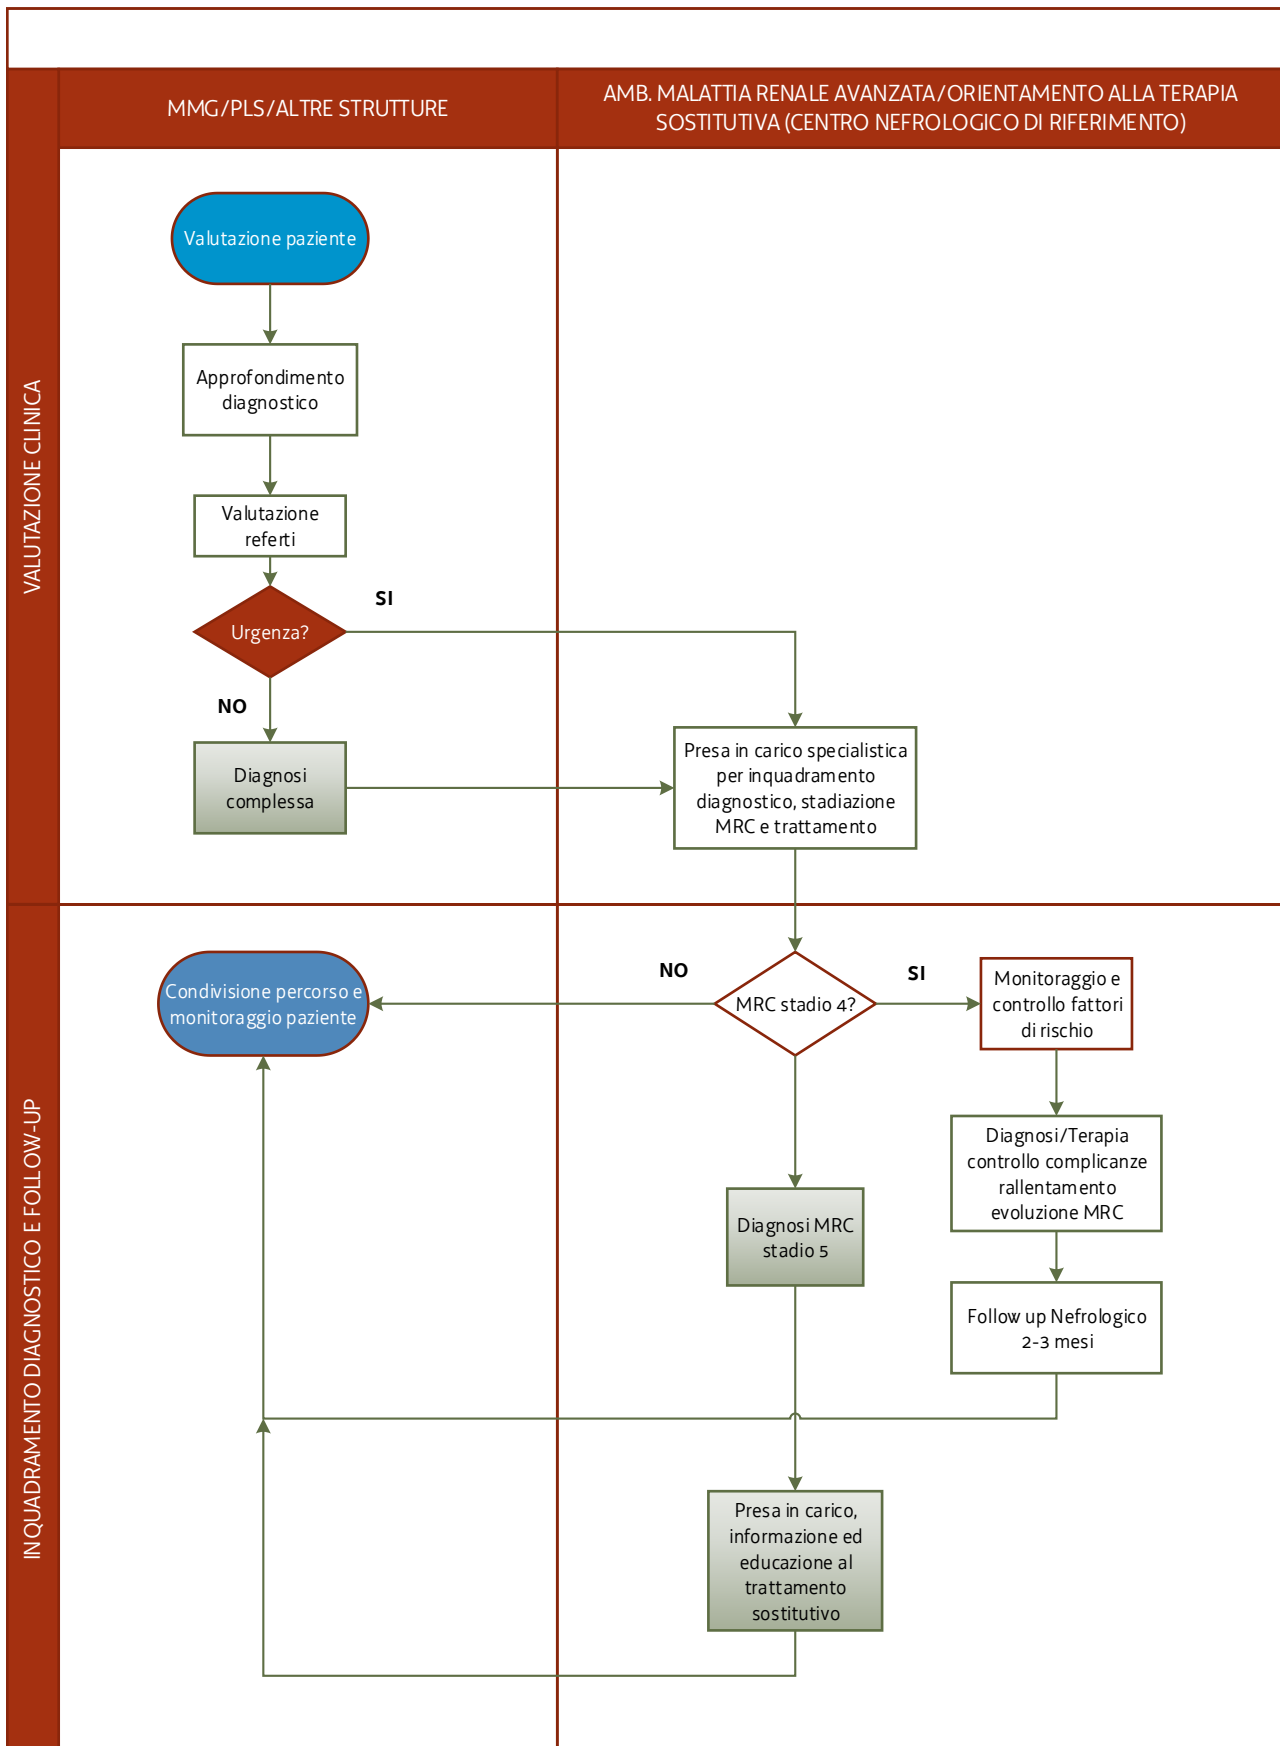 MMG/PLS/ALTRE STRUTTURE
AMB. MALATTIA RENALE AVANZATA/ORIENTAMENTO ALLA TERAPIA
SOSTITUTIVA (CENTRO NEFROLOGICO DI RIFERIMENTO)
VALUTAZIONE CLINICA
Valutazione paziente
Approfondimento
diagnostico
Valutazione
referti
Urgenza?
SI
NO
Diagnosi
complessa
Presa in carico specialistica
per inquadramento
diagnostico, stadiazione
MRC e trattamento
INQUADRAMENTO DIAGNOSTICO E FOLLOW-UP
Condivisione percorso e
monitoraggio paziente
NO
MRC stadio 4?
SI
Monitoraggio e
controllo fattori
di rischio
Diagnosi/Terapia
controllo complicanze
rallentamento
evoluzione MRC
Diagnosi MRC
stadio 5
Follow up Nefrologico
2-3 mesi
Presa in carico,
informazione ed
educazione al
trattamento
sostitutivo